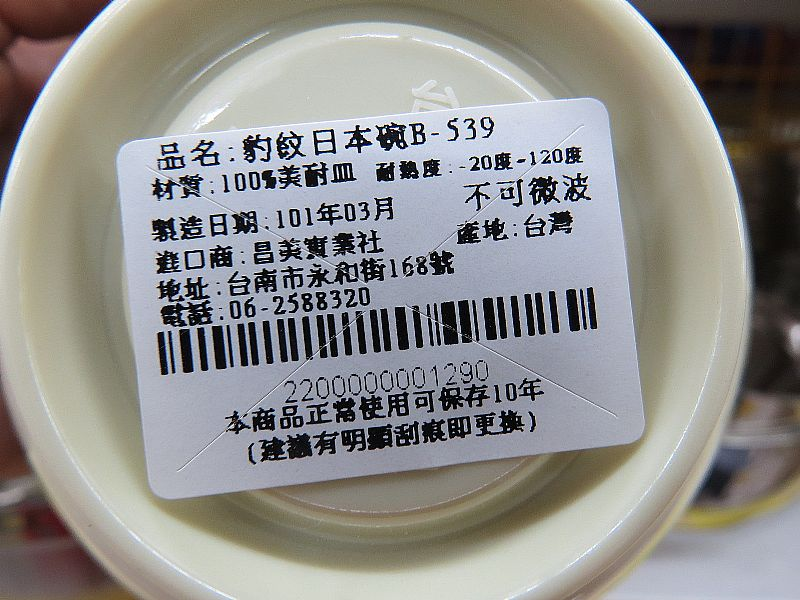 品名:豹紋日本碗B-539
材質:100%美耐皿 耐熱度:-20度-120度
不可微波
製造日期:101年03月
進口商:昌美實業社 產地:台灣
地址:台南市永和街168號
電話:06-2588320
2200000001290
本商品正常使用可保存10年
(建議有明顯刮痕即更換)